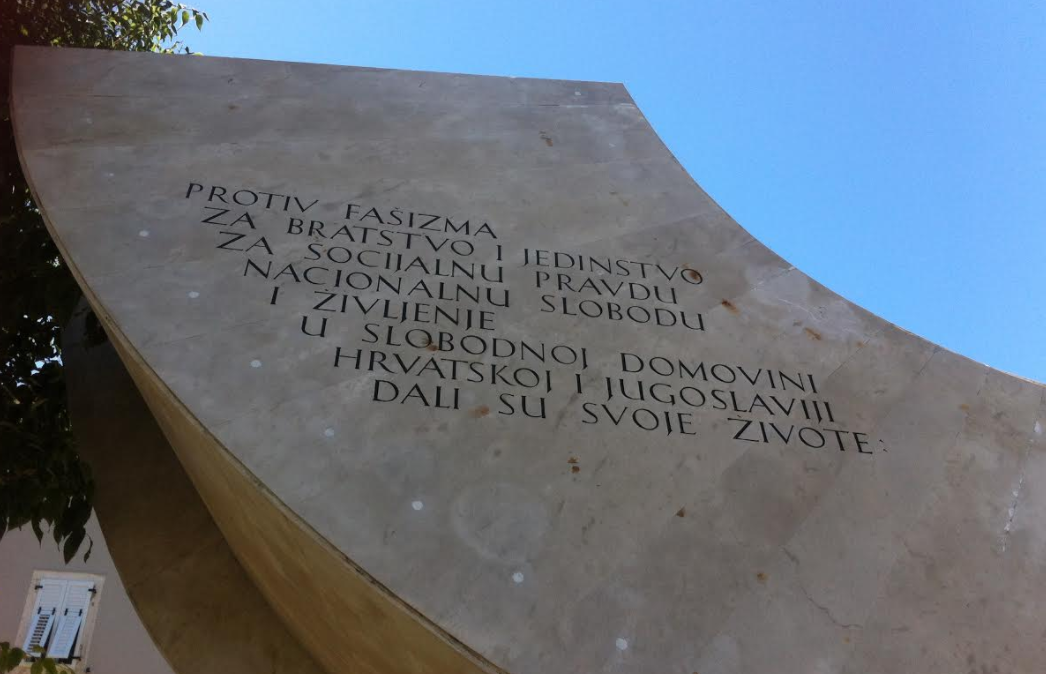 PROTIV FAŠIZMA
ZA BRATSTVO I JEDINSTVO
ZA SOCIJALNU PRAVDU
NACIONALNU SLOBODU
I ŽIVLJENJE
U SLOBODNOJ DOMOVINI
HRVATSKOJ I JUGOSLAVIJI
DALI SU SVOJE ŽIVOTE: